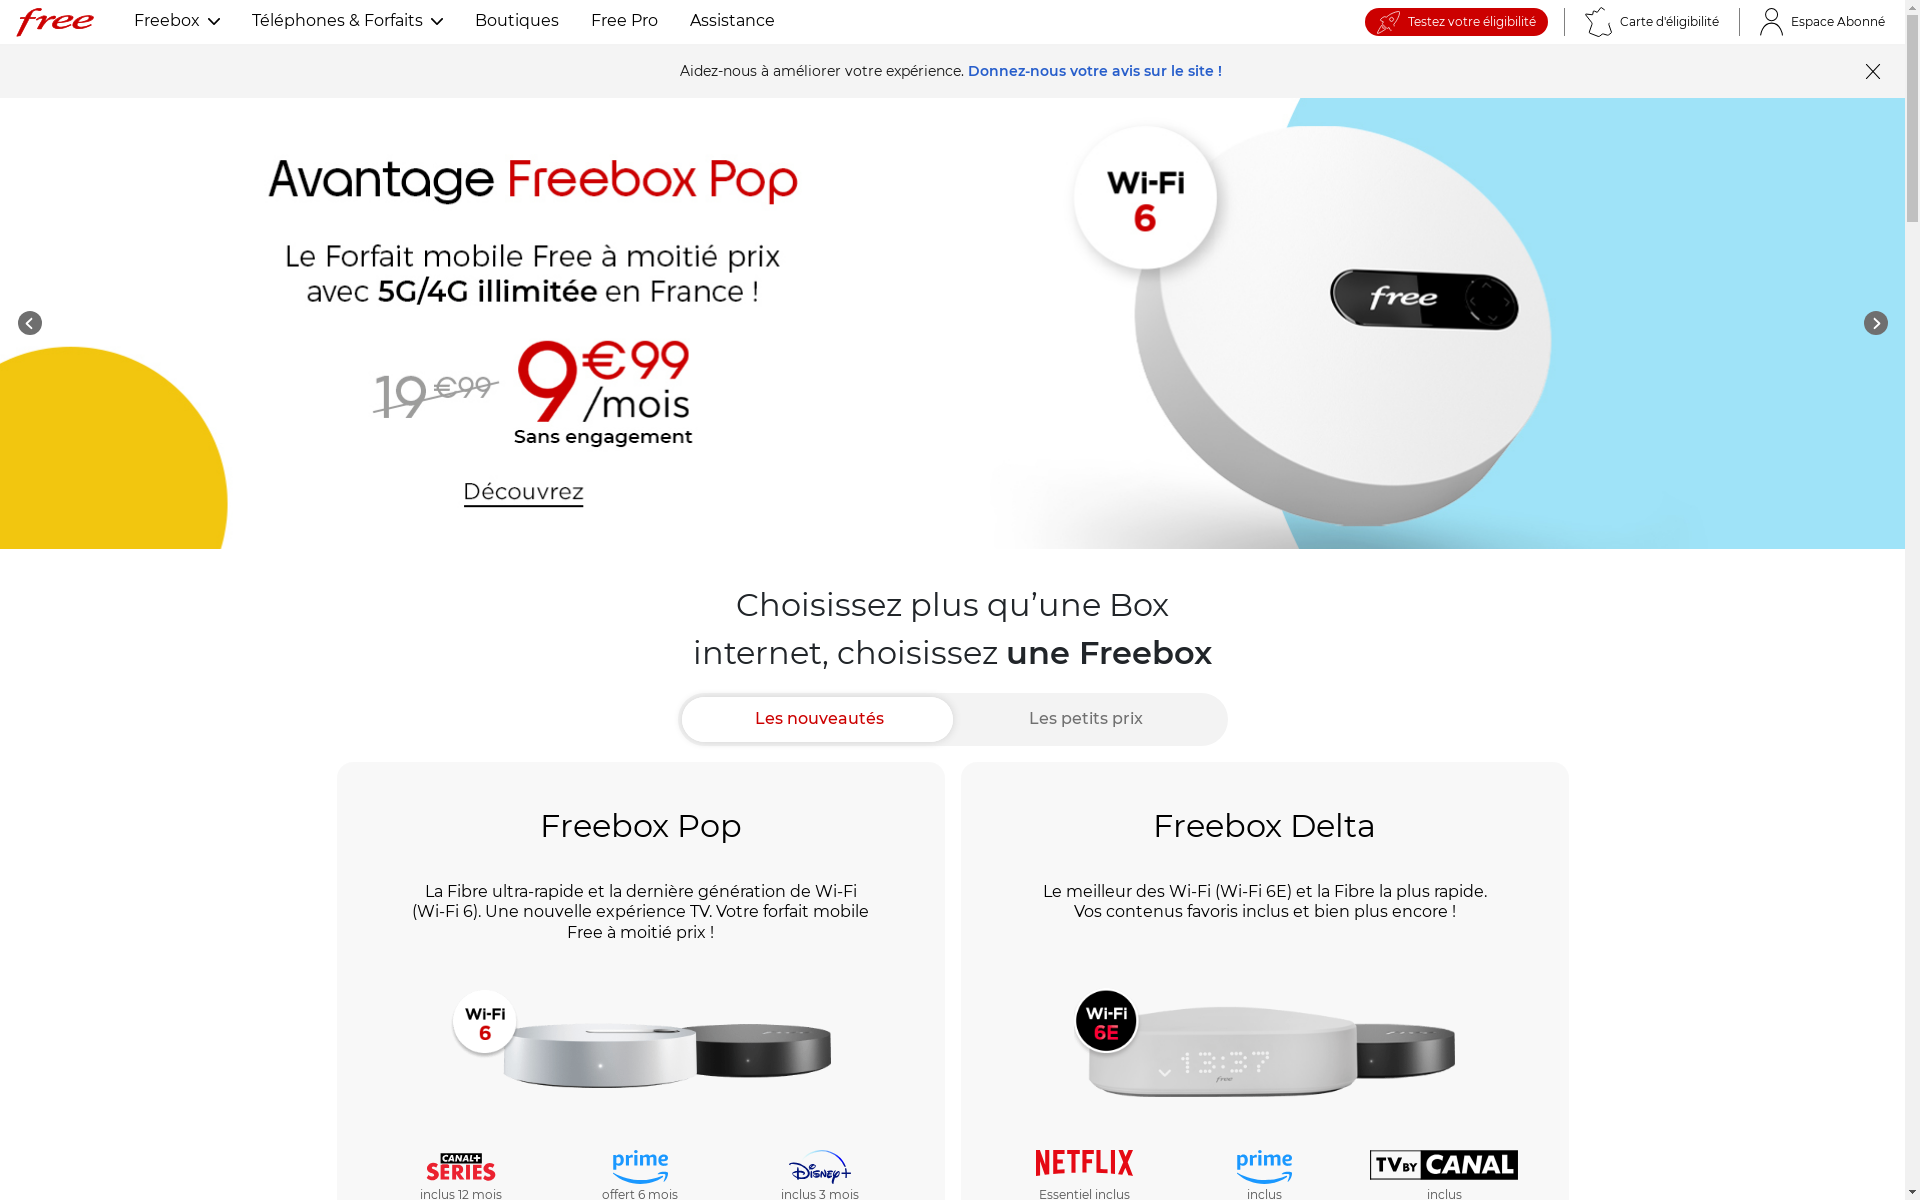 free
Freebox
Téléphones & Forfaits
Boutiques
Free Pro
Assistance
Testez votre éligibilité
Carte d'éligibilité
Espace Abonné
Aidez-nous à améliorer votre expérience. Donnez-nous votre avis sur le site !
Avantage Freebox Pop
Le Forfait mobile Free à moitié prix
avec 5G/4G illimitée en France !
19€99
9€99
/mois
Sans engagement
Découvrez
Wi-Fi
6
free
Choisissez plus qu’une Box
internet, choisissez une Freebox
Les nouveautés
Les petits prix
Freebox Pop
La Fibre ultra-rapide et la dernière génération de Wi-Fi
(Wi-Fi 6). Une nouvelle expérience TV. Votre forfait mobile
Free à moitié prix !
Wi-Fi
6
CANAL+
SERIES
inclus 12 mois
prime
offert 6 mois
Disney+
inclus 3 mois
Freebox Delta
Le meilleur des Wi-Fi (Wi-Fi 6E) et la Fibre la plus rapide.
Vos contenus favoris inclus et bien plus encore !
Wi-Fi
6E
13:37
free
NETFLIX
Essentiel inclus
prime
inclus
TV BY CANAL
inclus